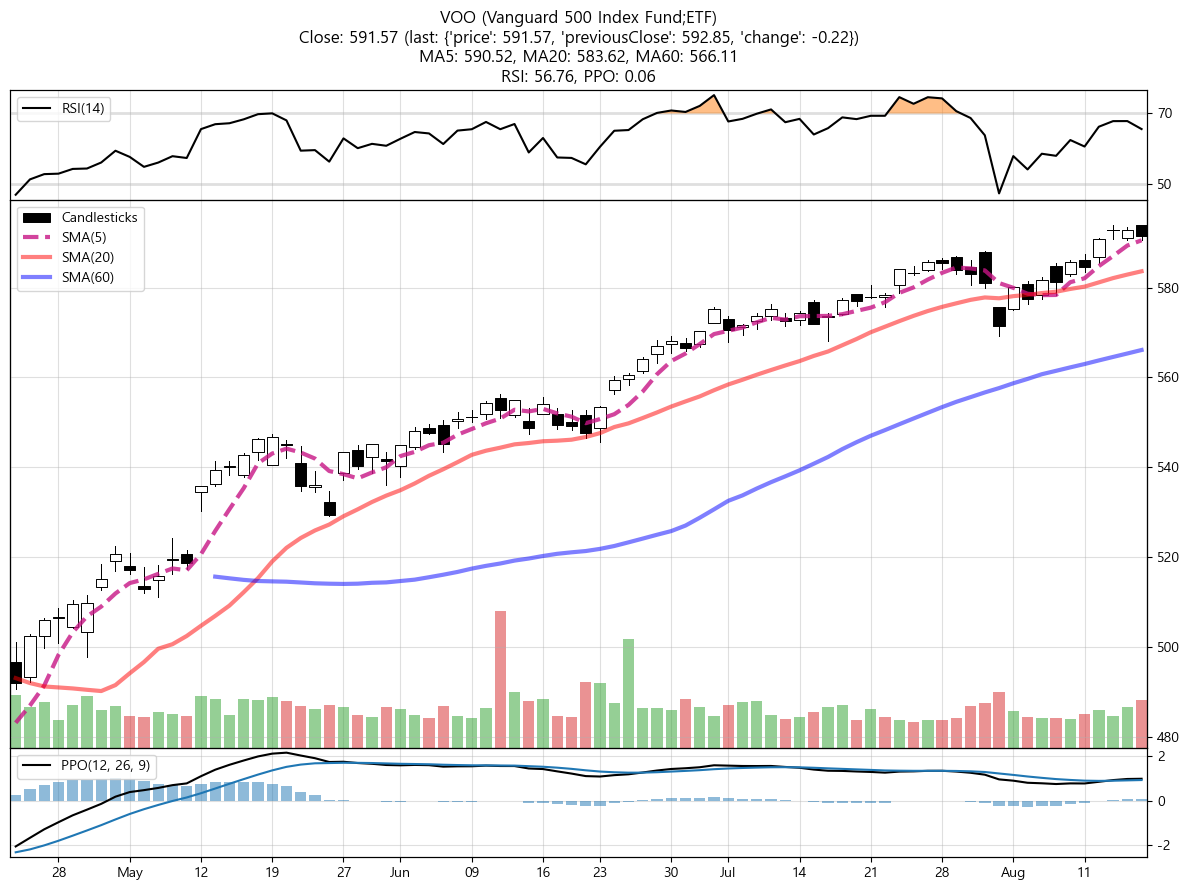 VOO (Vanguard 500 Index Fund;ETF)
Close: 591.57 (last: {'price': 591.57, 'previousClose': 592.85, 'change': -0.22})
MA5: 590.52, MA20: 583.62, MA60: 566.11
RSI: 56.76, PPO: 0.06
RSI(14)
70
50
Candlesticks
SMA(5)
SMA(20)
SMA(60)
580
560
540
520
500
480
PPO(12, 26, 9)
2
0
-2
28 May 12 19 27 Jun 09 16 23 30 Jul 14 21 28 Aug 11